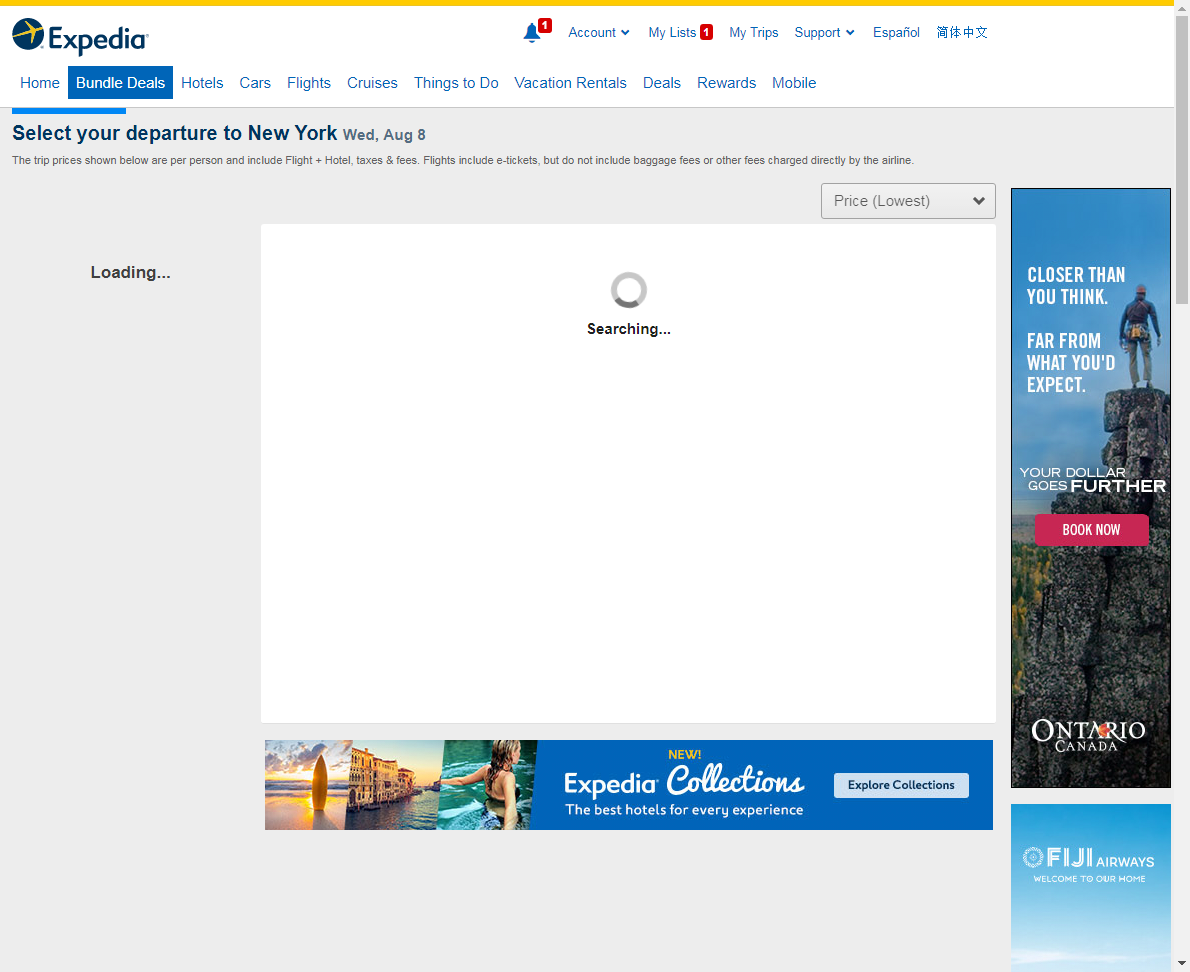 Expedia
1
Account
My Lists 1
My Trips
Support
Español
简体中文
Home
Bundle Deals
Hotels
Cars
Flights
Cruises
Things to Do
Vacation Rentals
Deals
Rewards
Mobile
Select your departure to New York Wed, Aug 8
The trip prices shown below are per person and include Flight + Hotel, taxes & fees. Flights include e-tickets, but do not include baggage fees or other fees charged directly by the airline.
Price (Lowest)
Loading...
Searching...
CLOSER THAN
YOU THINK.
FAR FROM
WHAT YOU'D
EXPECT.
YOUR DOLLAR
GOES FURTHER
BOOK NOW
ONTARIO
CANADA
NEW!
Expedia Collections
The best hotels for every experience
Explore Collections
FIJI AIRWAYS
WELCOME TO OUR HOME